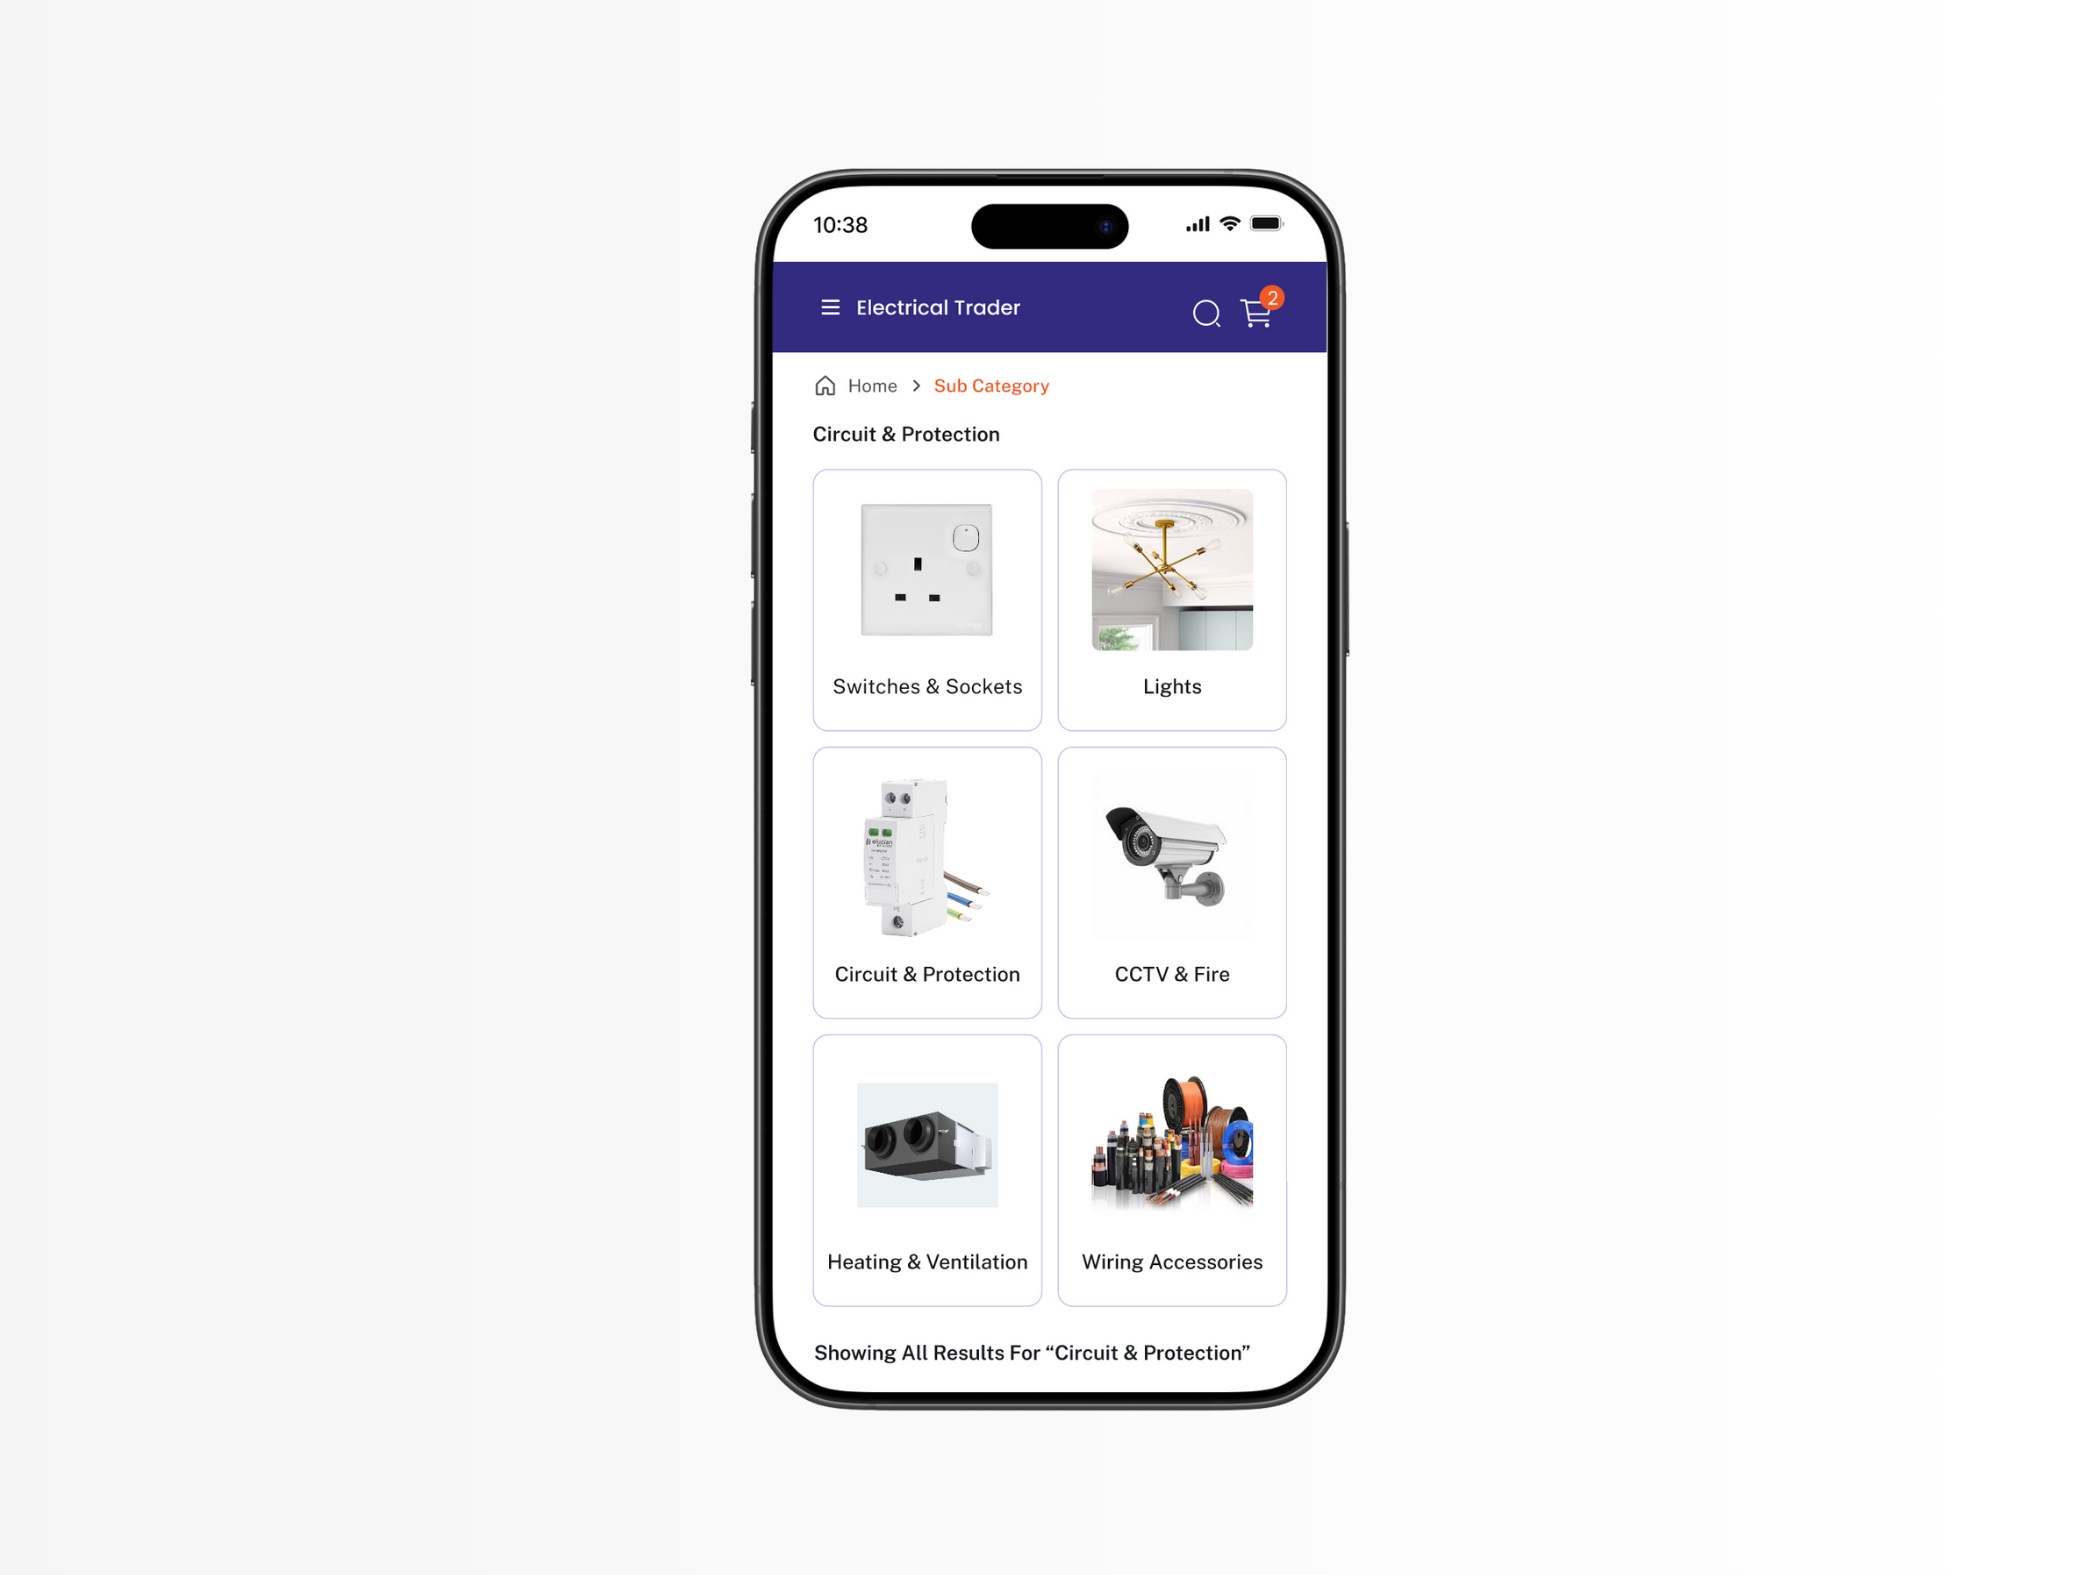 10:38
Electrical Trader
2
Home > Sub Category
Circuit & Protection
Switches & Sockets
Lights
Circuit & Protection
CCTV & Fire
Heating & Ventilation
Wiring Accessories
Showing All Results For “Circuit & Protection”